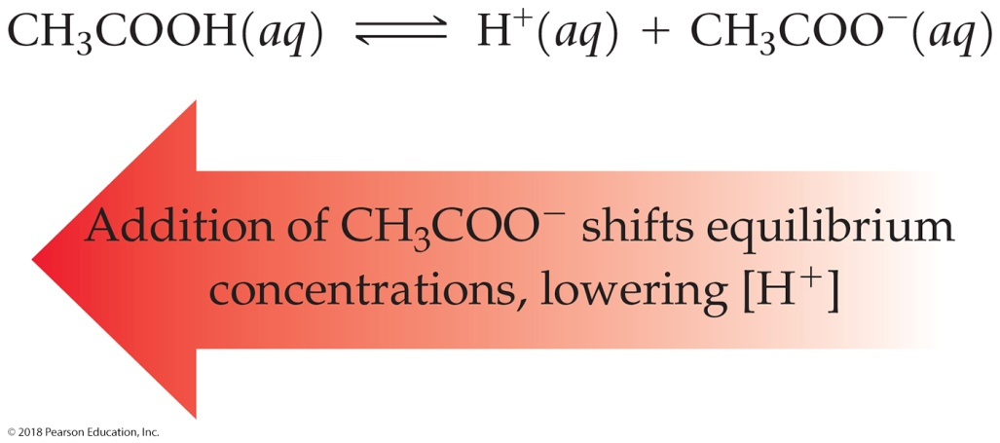 CH₃COOH(aq) ⇌ H⁺(aq) + CH₃COO⁻(aq)
Addition of CH₃COO⁻ shifts equilibrium
concentrations, lowering [H⁺]
© 2018 Pearson Education, Inc.